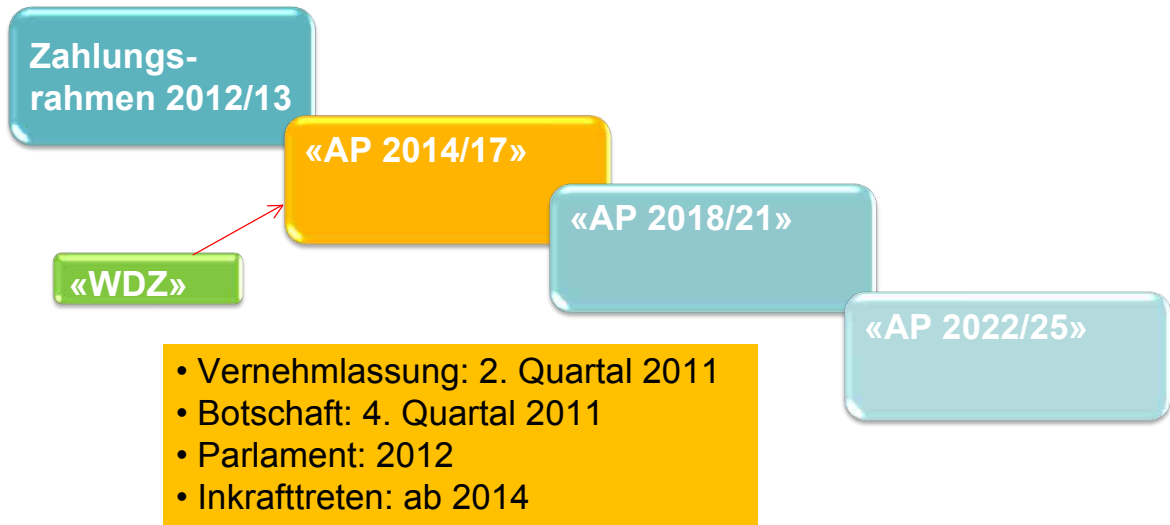 Zahlungs-
rahmen 2012/13
«AP 2014/17»
«AP 2018/21»
«WDZ»
«AP 2022/25»
• Vernehmlassung: 2. Quartal 2011
• Botschaft: 4. Quartal 2011
• Parlament: 2012
• Inkrafttreten: ab 2014